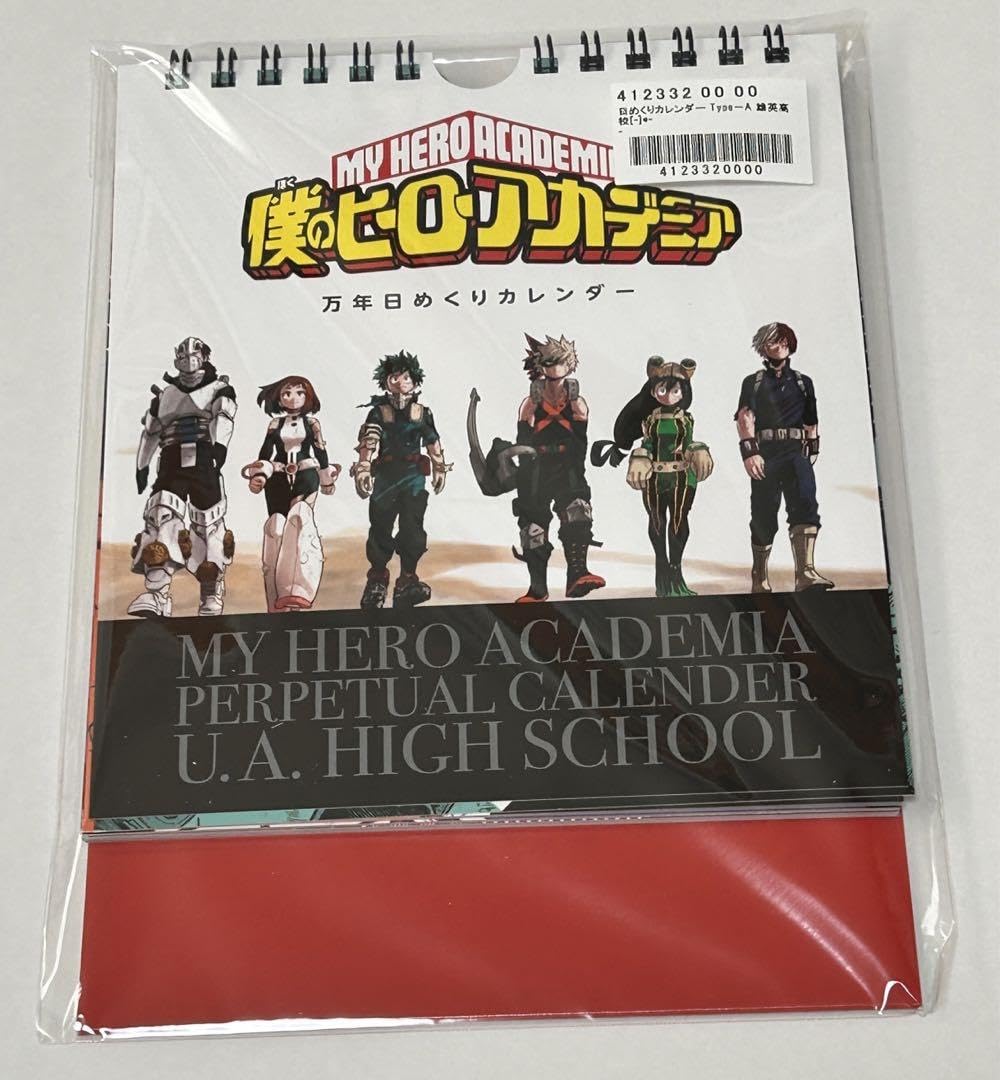 412332 00 00
日めくりカレンダー Type-A 雄英高
校[-]*-
-
4123320000
MY HERO ACADEMI
ぼく
僕のヒーローアカデミア
万年日めくりカレンダー
MY HERO ACADEMIA
PERPETUAL CALENDER
U.A. HIGH SCHOOL